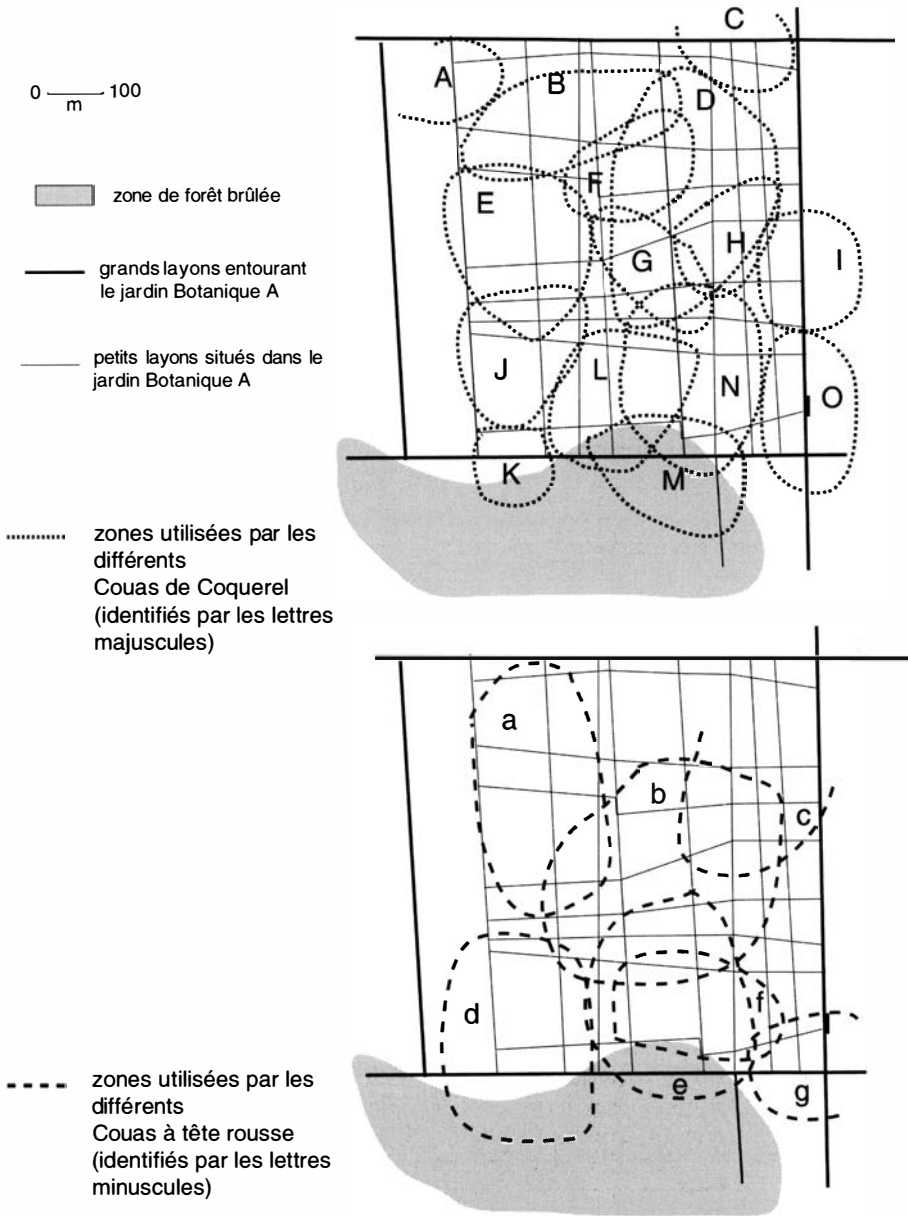 0 100
m
zone de forêt brûlée
grands layons entourant
le jardin Botanique A
petits layons situés dans le
jardin Botanique A
zones utilisées par les
différents
Couas de Coquerel
(identifiés par les lettres
majuscules)
C
A
B
D
E
F
G
H
I
J
L
N
O
K
M
zones utilisées par les
différents
Couas à tête rousse
(identifiés par les lettres
minuscules)
a
b
c
d
f
e
g